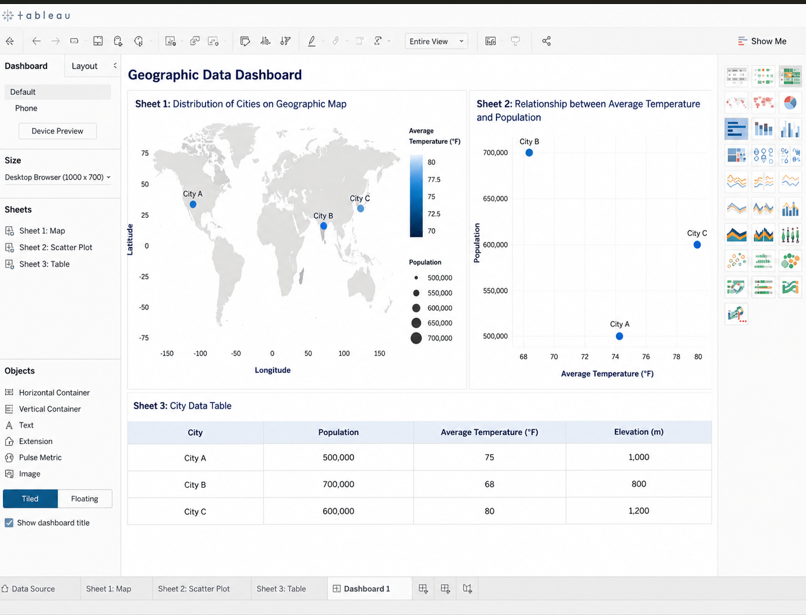 tableau
Entire View
Show Me
Dashboard
Layout
Default
Phone
Device Preview
Size
Desktop Browser (1000 x 700)
Sheets
Sheet 1: Map
Sheet 2: Scatter Plot
Sheet 3: Table
Objects
Horizontal Container
Vertical Container
A Text
Extension
Pulse Metric
Image
Tiled
Floating
Show dashboard title
Geographic Data Dashboard
Sheet 1: Distribution of Cities on Geographic Map
75
50
25
0
-25
-50
-75
Latitude
City A
City B
City C
-150 -100 -50 0 50 100 150
Longitude
Average
Temperature (°F)
80
77.5
75
72.5
70
Population
500,000
550,000
600,000
650,000
700,000
Sheet 2: Relationship between Average Temperature
and Population
Population
700,000
650,000
600,000
550,000
500,000
City B
City C
City A
68 70 72 74 76 78 80
Average Temperature (°F)
Sheet 3: City Data Table
City Population Average Temperature (°F) Elevation (m)
City A 500,000 75 1,000
City B 700,000 68 800
City C 600,000 80 1,200
Data Source
Sheet 1: Map
Sheet 2: Scatter Plot
Sheet 3: Table
Dashboard 1